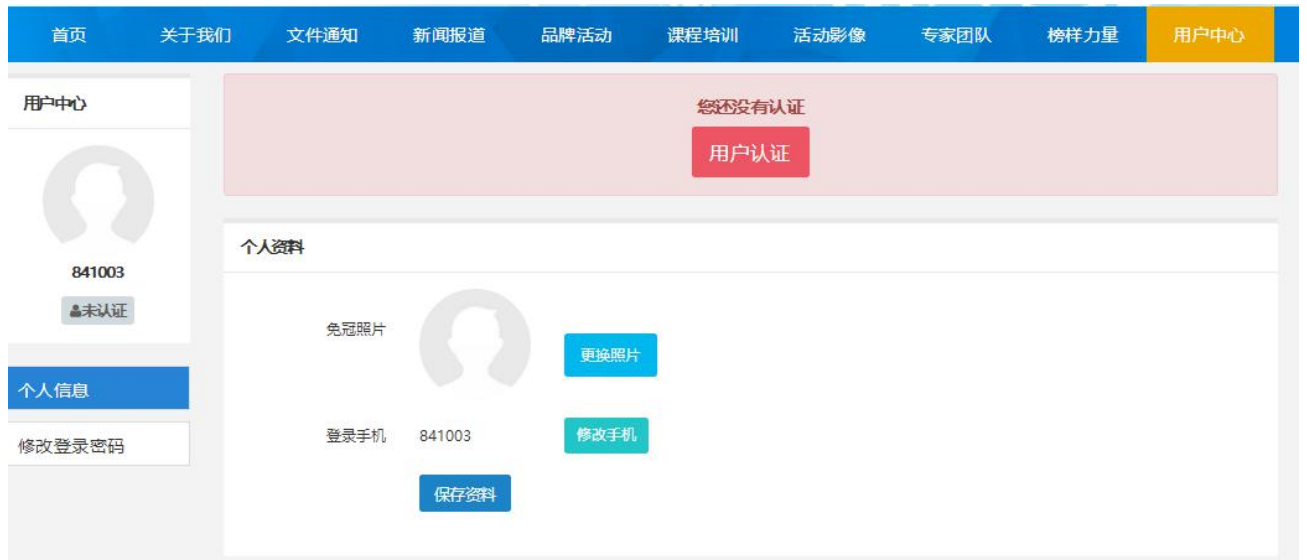 首页 关于我们 文件通知 新闻报道 品牌活动 课程培训 活动影像 专家团队 榜样力量 用户中心
用户中心
841003
未认证
个人信息
修改登录密码
您还没有认证
用户认证
个人资料
免冠照片
更换照片
登录手机 841003 修改手机
保存资料